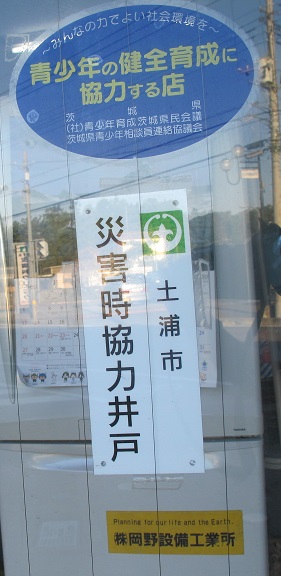 ～みんなの力でよい社会環境を～
青少年の健全育成に
協力する店
茨城県
(社)青少年育成茨城県民会議
茨城県青少年相談員連絡協議会
土浦市
災害時協力井戸
Planning for our life and the Earth.
㈱岡野設備工業所